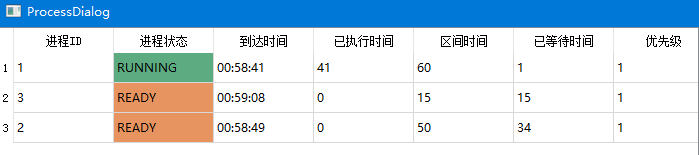 ProcessDialog
进程ID 进程状态 到达时间 已执行时间 区间时间 已等待时间 优先级
1 1 RUNNING 00:58:41 41 60 1 1
2 3 READY 00:59:08 0 15 15 1
3 2 READY 00:58:49 0 50 34 1